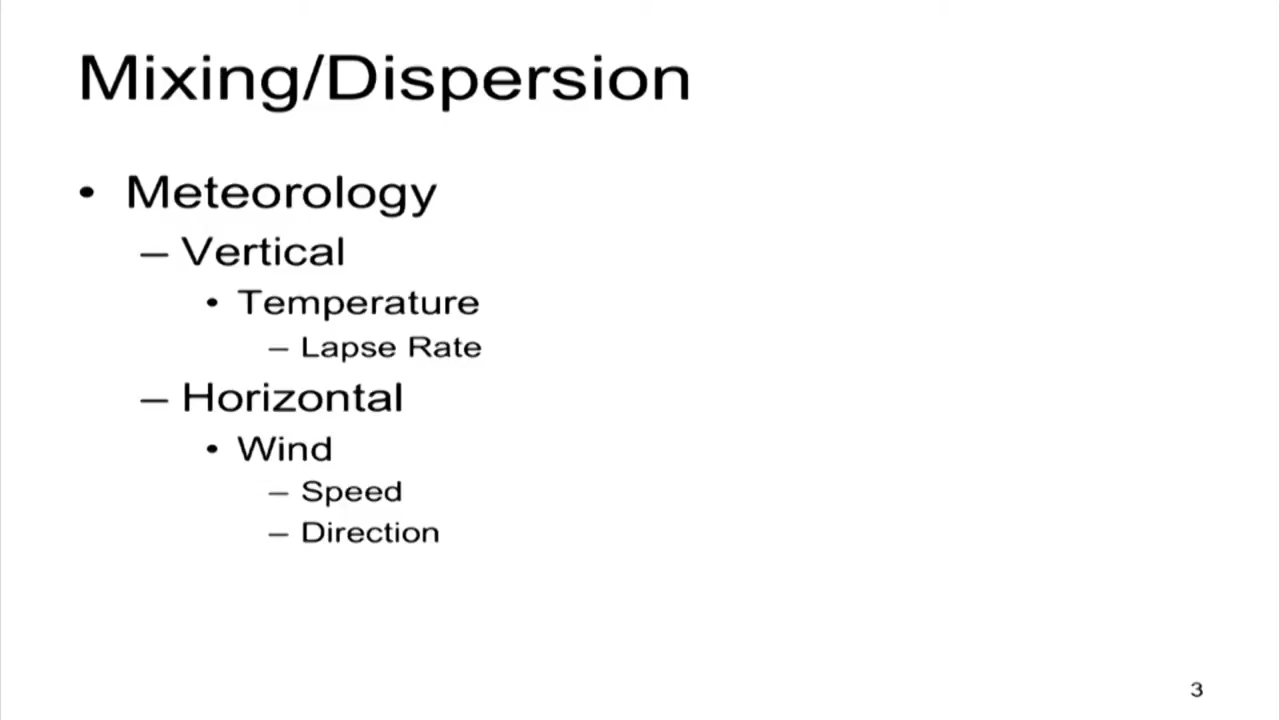 Mixing/Dispersion
• Meteorology
– Vertical
• Temperature
– Lapse Rate
– Horizontal
• Wind
– Speed
– Direction
3